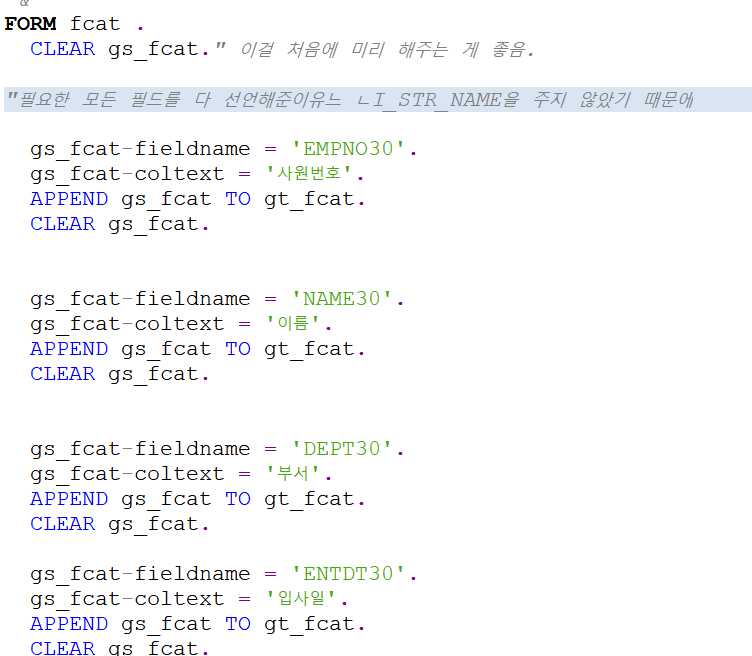 FORM fcat .
CLEAR gs_fcat." 이걸 처음에 미리 해주는 게 좋음.
"필요한 모든 필드를 다 선언해준이유느 ㄴI_STR_NAME을 주지 않았기 때문에
gs_fcat-fieldname = 'EMPNO30'.
gs_fcat-coltext = '사원번호'.
APPEND gs_fcat TO gt_fcat.
CLEAR gs_fcat.
gs_fcat-fieldname = 'NAME30'.
gs_fcat-coltext = '이름'.
APPEND gs_fcat TO gt_fcat.
CLEAR gs_fcat.
gs_fcat-fieldname = 'DEPT30'.
gs_fcat-coltext = '부서'.
APPEND gs_fcat TO gt_fcat.
CLEAR gs_fcat.
gs_fcat-fieldname = 'ENTDT30'.
gs_fcat-coltext = '입사일'.
APPEND gs_fcat TO gt_fcat.
CLEAR gs_fcat.